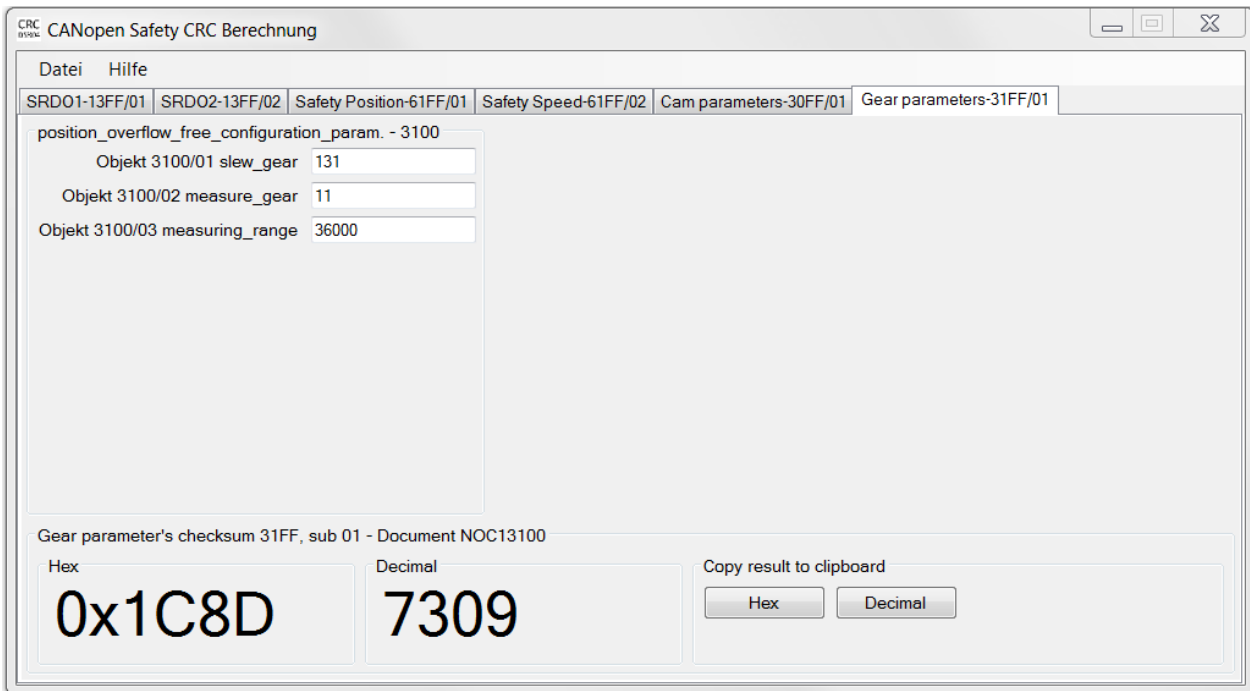 CRC
CANopen Safety CRC Berechnung
Datei Hilfe
SRDO1-13FF/01 SRDO2-13FF/02 Safety Position-61FF/01 Safety Speed-61FF/02 Cam parameters-30FF/01 Gear parameters-31FF/01
position_overflow_free_configuration_param. - 3100
Objekt 3100/01 slew_gear 131
Objekt 3100/02 measure_gear 11
Objekt 3100/03 measuring_range 36000
Gear parameter's checksum 31FF, sub 01 - Document NOC13100
Hex Decimal Copy result to clipboard
0x1C8D 7309 Hex Decimal